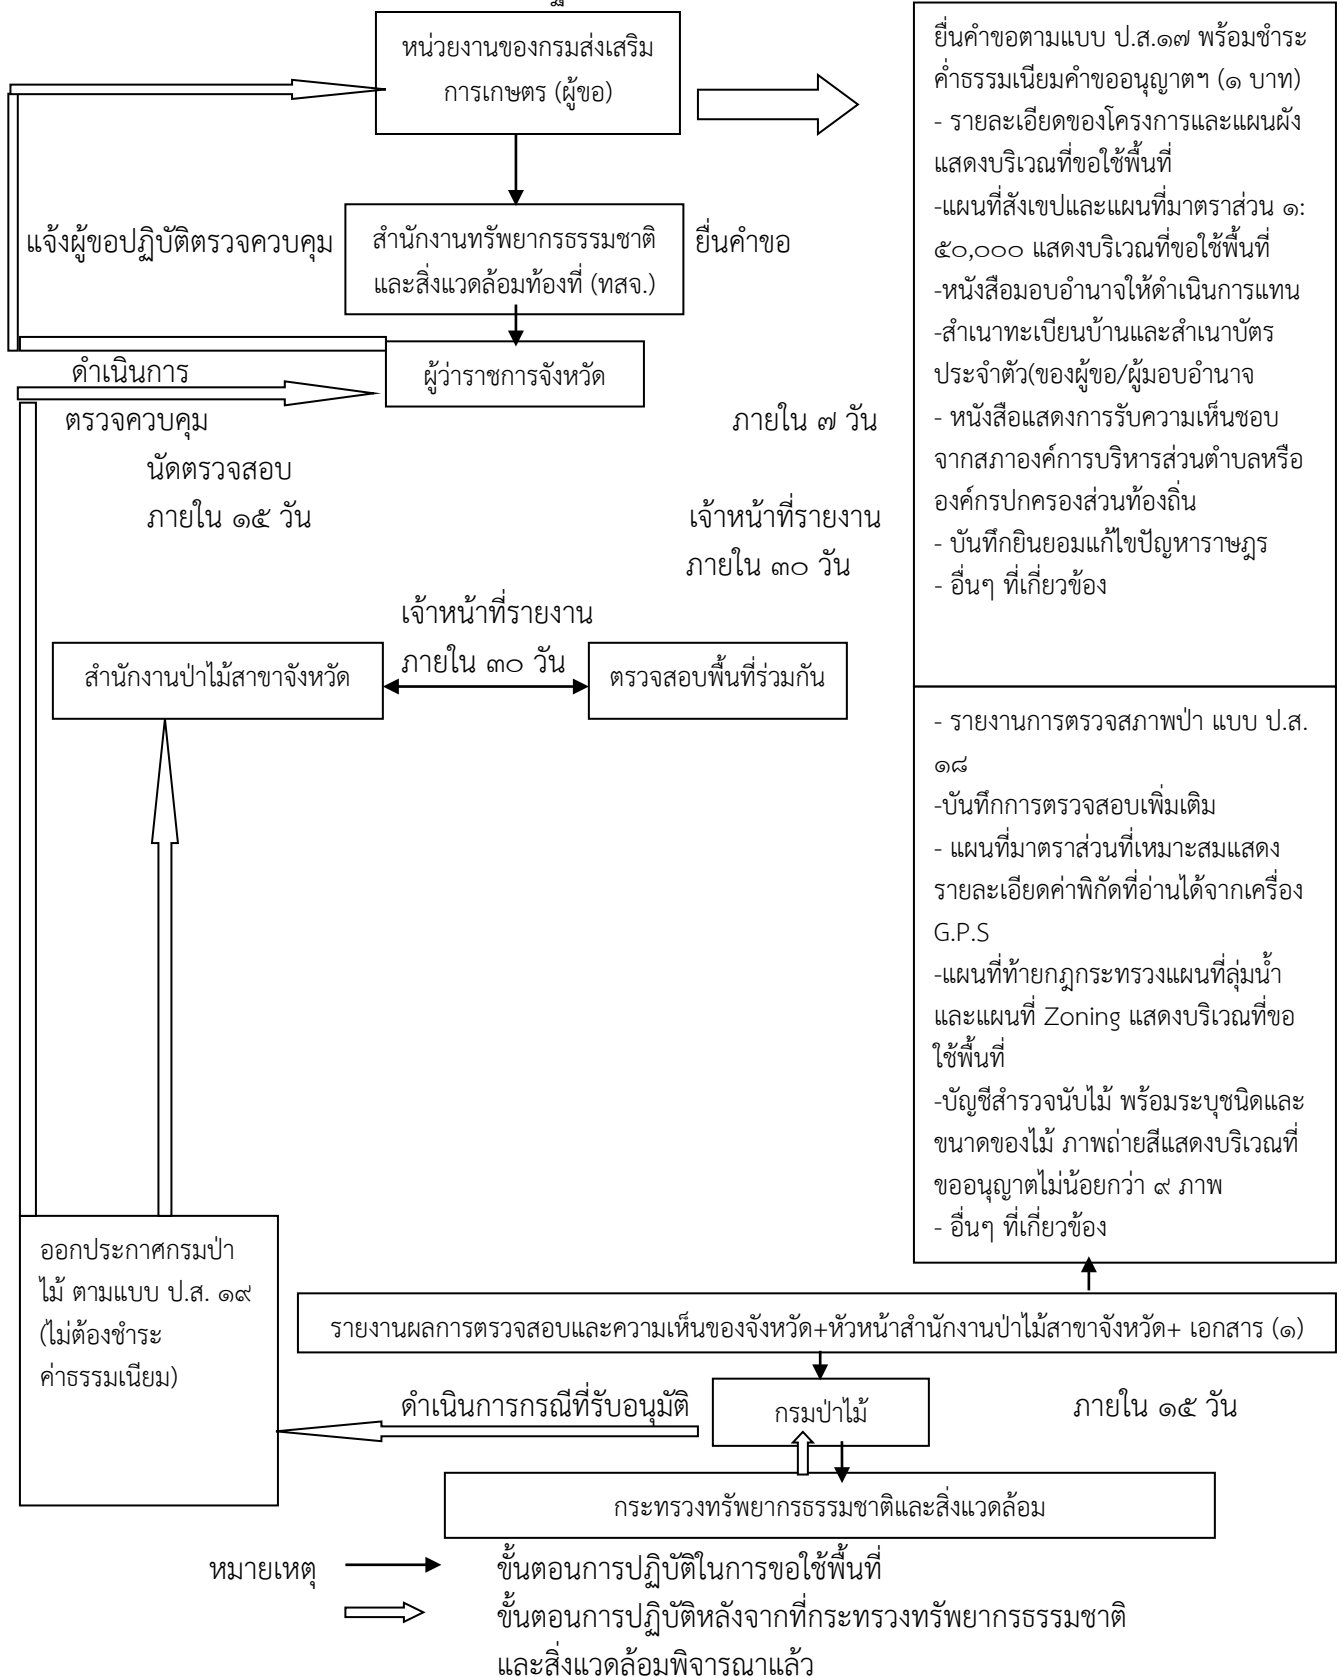 หน่วยงานของกรมส่งเสริม
การเกษตร (ผู้ขอ)
แจ้งผู้ขอปฏิบัติตรวจควบคุม
สำนักงานทรัพยากรธรรมชาติ
และสิ่งแวดล้อมท้องที่ (ทสจ.)
ยื่นคำขอ
ผู้ว่าราชการจังหวัด
ดำเนินการ
ตรวจควบคุม
นัดตรวจสอบ
ภายใน ๑๕ วัน
ภายใน ๗ วัน
เจ้าหน้าที่รายงาน
ภายใน ๓๐ วัน
เจ้าหน้าที่รายงาน
ภายใน ๓๐ วัน
สำนักงานป่าไม้สาขาจังหวัด
ตรวจสอบพื้นที่ร่วมกัน
ยื่นคำขอตามแบบ ป.ส.๑๗ พร้อมชำระ
ค่ำธรรมเนียมคำขออนุญาตฯ (๑ บาท)
- รายละเอียดของโครงการและแผนผัง
แสดงบริเวณที่ขอใช้พื้นที่
-แผนที่สังเขปและแผนที่มาตราส่วน ๑:
๕๐,๐๐๐ แสดงบริเวณที่ขอใช้พื้นที่
-หนังสือมอบอำนาจให้ดำเนินการแทน
-สำเนาทะเบียนบ้านและสำเนาบัตร
ประจำตัว(ของผู้ขอ/ผู้มอบอำนาจ
- หนังสือแสดงการรับความเห็นชอบ
จากสภาองค์การบริหารส่วนตำบลหรือ
องค์กรปกครองส่วนท้องถิ่น
- บันทึกยินยอมแก้ไขปัญหาราษฎร
- อื่นๆ ที่เกี่ยวข้อง
- รายงานการตรวจสภาพป่า แบบ ป.ส.
๑๘
-บันทึกการตรวจสอบเพิ่มเติม
- แผนที่มาตราส่วนที่เหมาะสมแสดง
รายละเอียดค่าพิกัดที่อ่านได้จากเครื่อง
G.P.S
-แผนที่ท้ายกฎกระทรวงแผนที่ลุ่มน้ำ
และแผนที่ Zoning แสดงบริเวณที่ขอ
ใช้พื้นที่
-บัญชีสำรวจนับไม้ พร้อมระบุชนิดและ
ขนาดของไม้ ภาพถ่ายสีแสดงบริเวณที่
ขออนุญาตไม่น้อยกว่า ๙ ภาพ
- อื่นๆ ที่เกี่ยวข้อง
ออกประกาศกรมป่า
ไม้ ตามแบบ ป.ส. ๑๙
(ไม่ต้องชำระ
ค่าธรรมเนียม)
รายงานผลการตรวจสอบและความเห็นของจังหวัด+หัวหน้าสำนักงานป่าไม้สาขาจังหวัด+ เอกสาร (๑)
ดำเนินการกรณีที่รับอนุมัติ
กรมป่าไม้
ภายใน ๑๕ วัน
กระทรวงทรัพยากรธรรมชาติและสิ่งแวดล้อม
หมายเหตุ
ขั้นตอนการปฏิบัติในการขอใช้พื้นที่
ขั้นตอนการปฏิบัติหลังจากที่กระทรวงทรัพยากรธรรมชาติ
และสิ่งแวดล้อมพิจารณาแล้ว